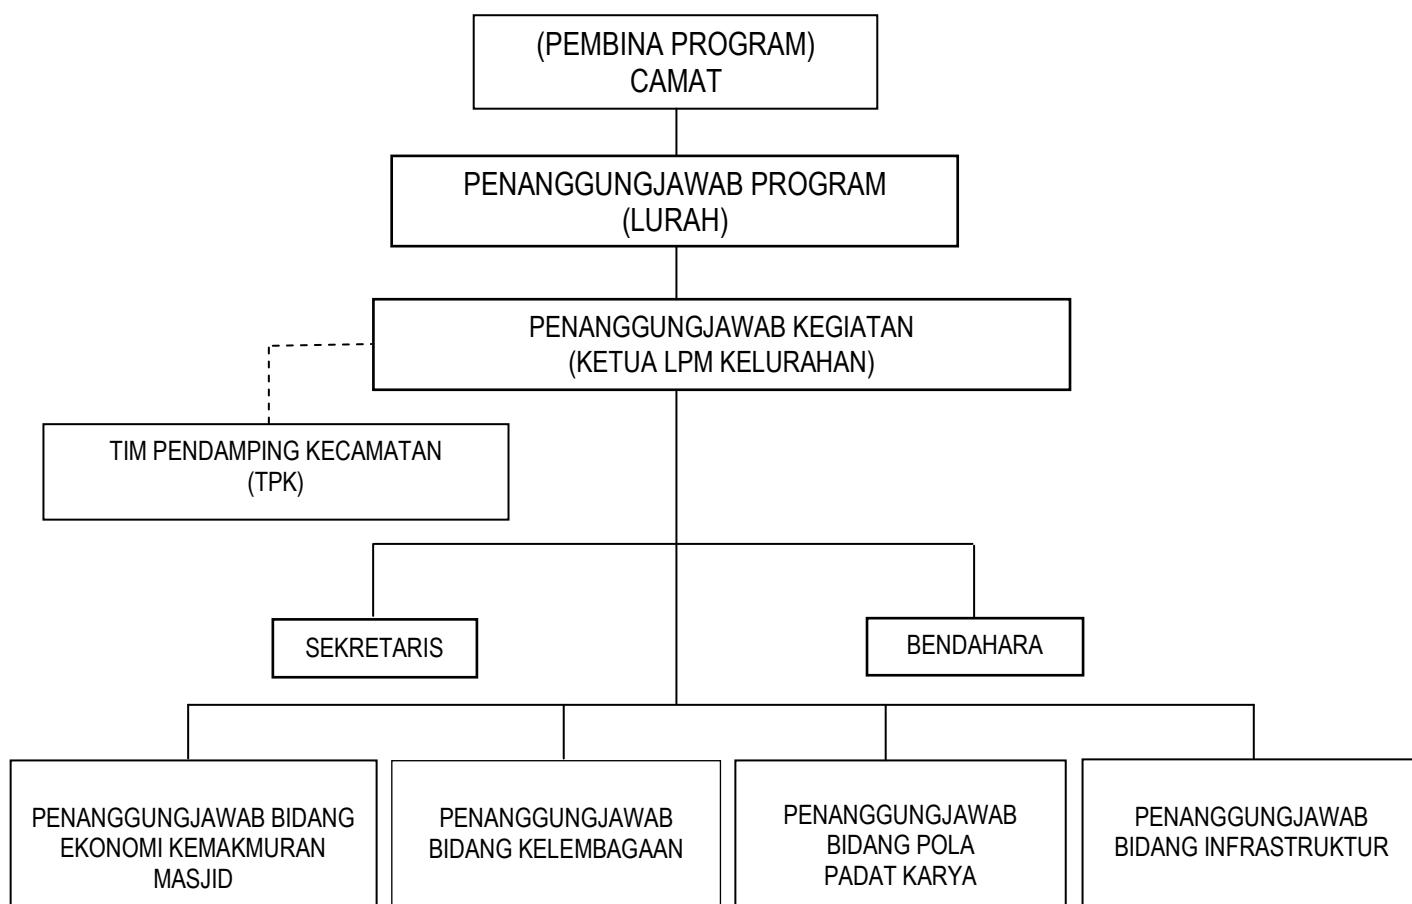 (PEMBINA PROGRAM)
CAMAT
PENANGGUNGJAWAB PROGRAM
(LURAH)
PENANGGUNGJAWAB KEGIATAN
(KETUA LPM KELURAHAN)
TIM PENDAMPING KECAMATAN
(TPK)
SEKRETARIS
BENDAHARA
PENANGGUNGJAWAB BIDANG
EKONOMI KEMAKMURAN
MASJID
PENANGGUNGJAWAB
BIDANG KELEMBAGAAN
PENANGGUNGJAWAB
BIDANG POLA
PADAT KARYA
PENANGGUNGJAWAB
BIDANG INFRASTRUKTUR